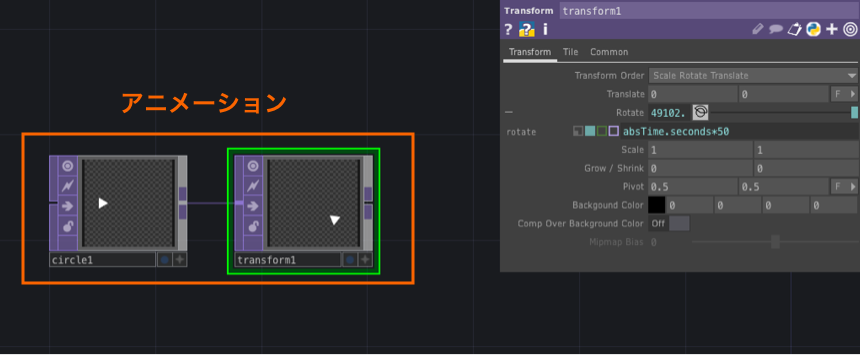 Transform transform1
? ? i
Transform Tile Common
Transform Order Scale Rotate Translate
Translate 0 0 F
Rotate 49102.
rotate absTime.seconds*50
Scale 1 1
Grow / Shrink 0 0
Pivot 0.5 0.5 F
Backgound Color 0 0 0 0
Comp Over Background Color Off
Mipmap Bias 0
アニメーション
circle1
transform1